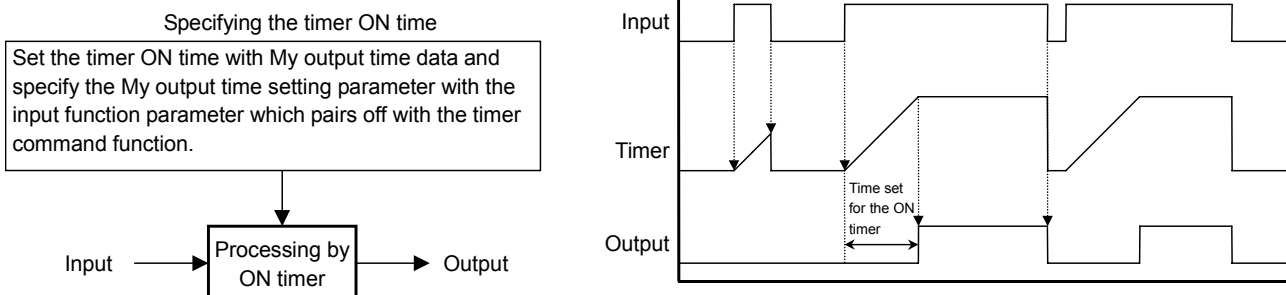 Specifying the timer ON time
Set the timer ON time with My output time data and
specify the My output time setting parameter with the
input function parameter which pairs off with the timer
command function.
Input
Processing by
ON timer
Output
Input
Timer
Time set
for the ON
timer
Output